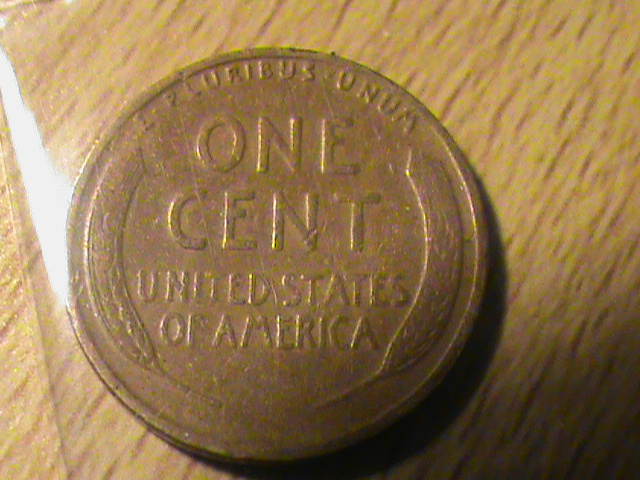 E PLURIBUS UNUM
ONE
CENT
UNITED STATES
OF AMERICA